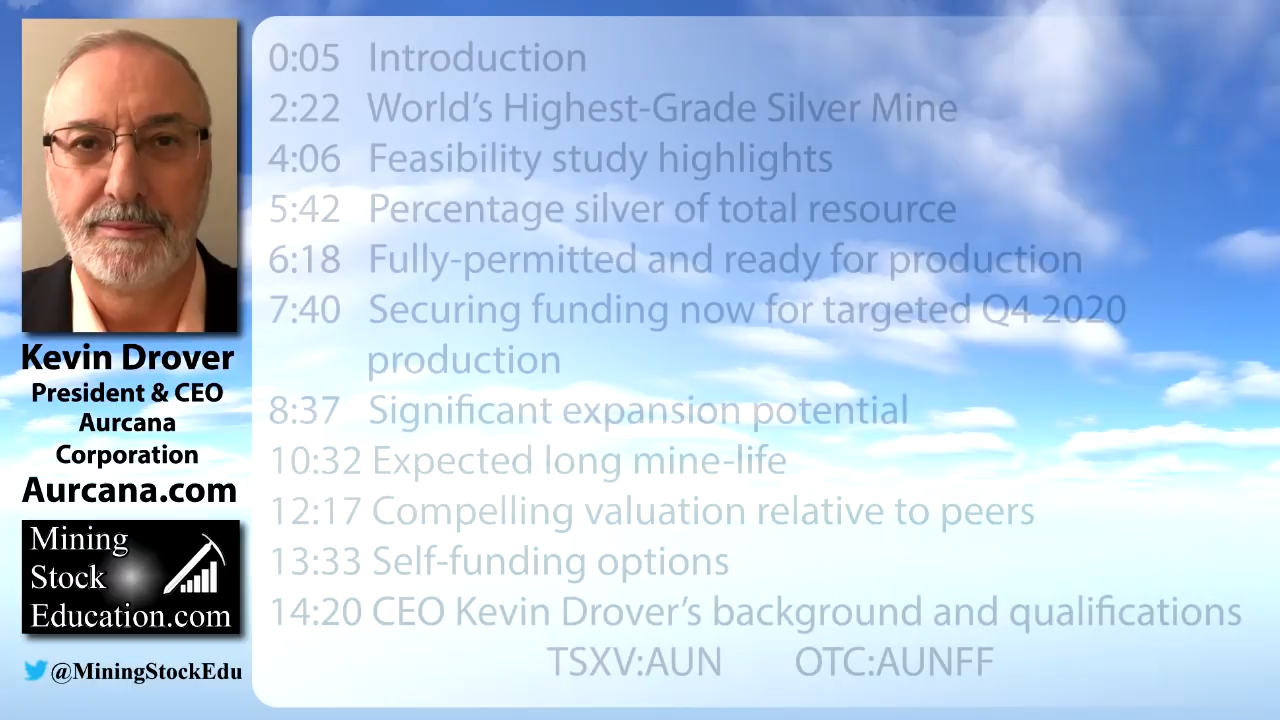 Kevin Drover
President & CEO
Aurcana
Corporation
Aurcana.com
Mining
Stock
Education.com
@MiningStockEdu
0:05 Introduction
2:22 World's Highest-Grade Silver Mine
4:06 Feasibility study highlights
5:42 Percentage silver of total resource
6:18 Fully-permitted and ready for production
7:40 Securing funding now for targeted Q4 2020
production
8:37 Significant expansion potential
10:32 Expected long mine-life
12:17 Compelling valuation relative to peers
13:33 Self-funding options
14:20 CEO Kevin Drover's background and qualifications
TSXV:AUN OTC:AUNFF